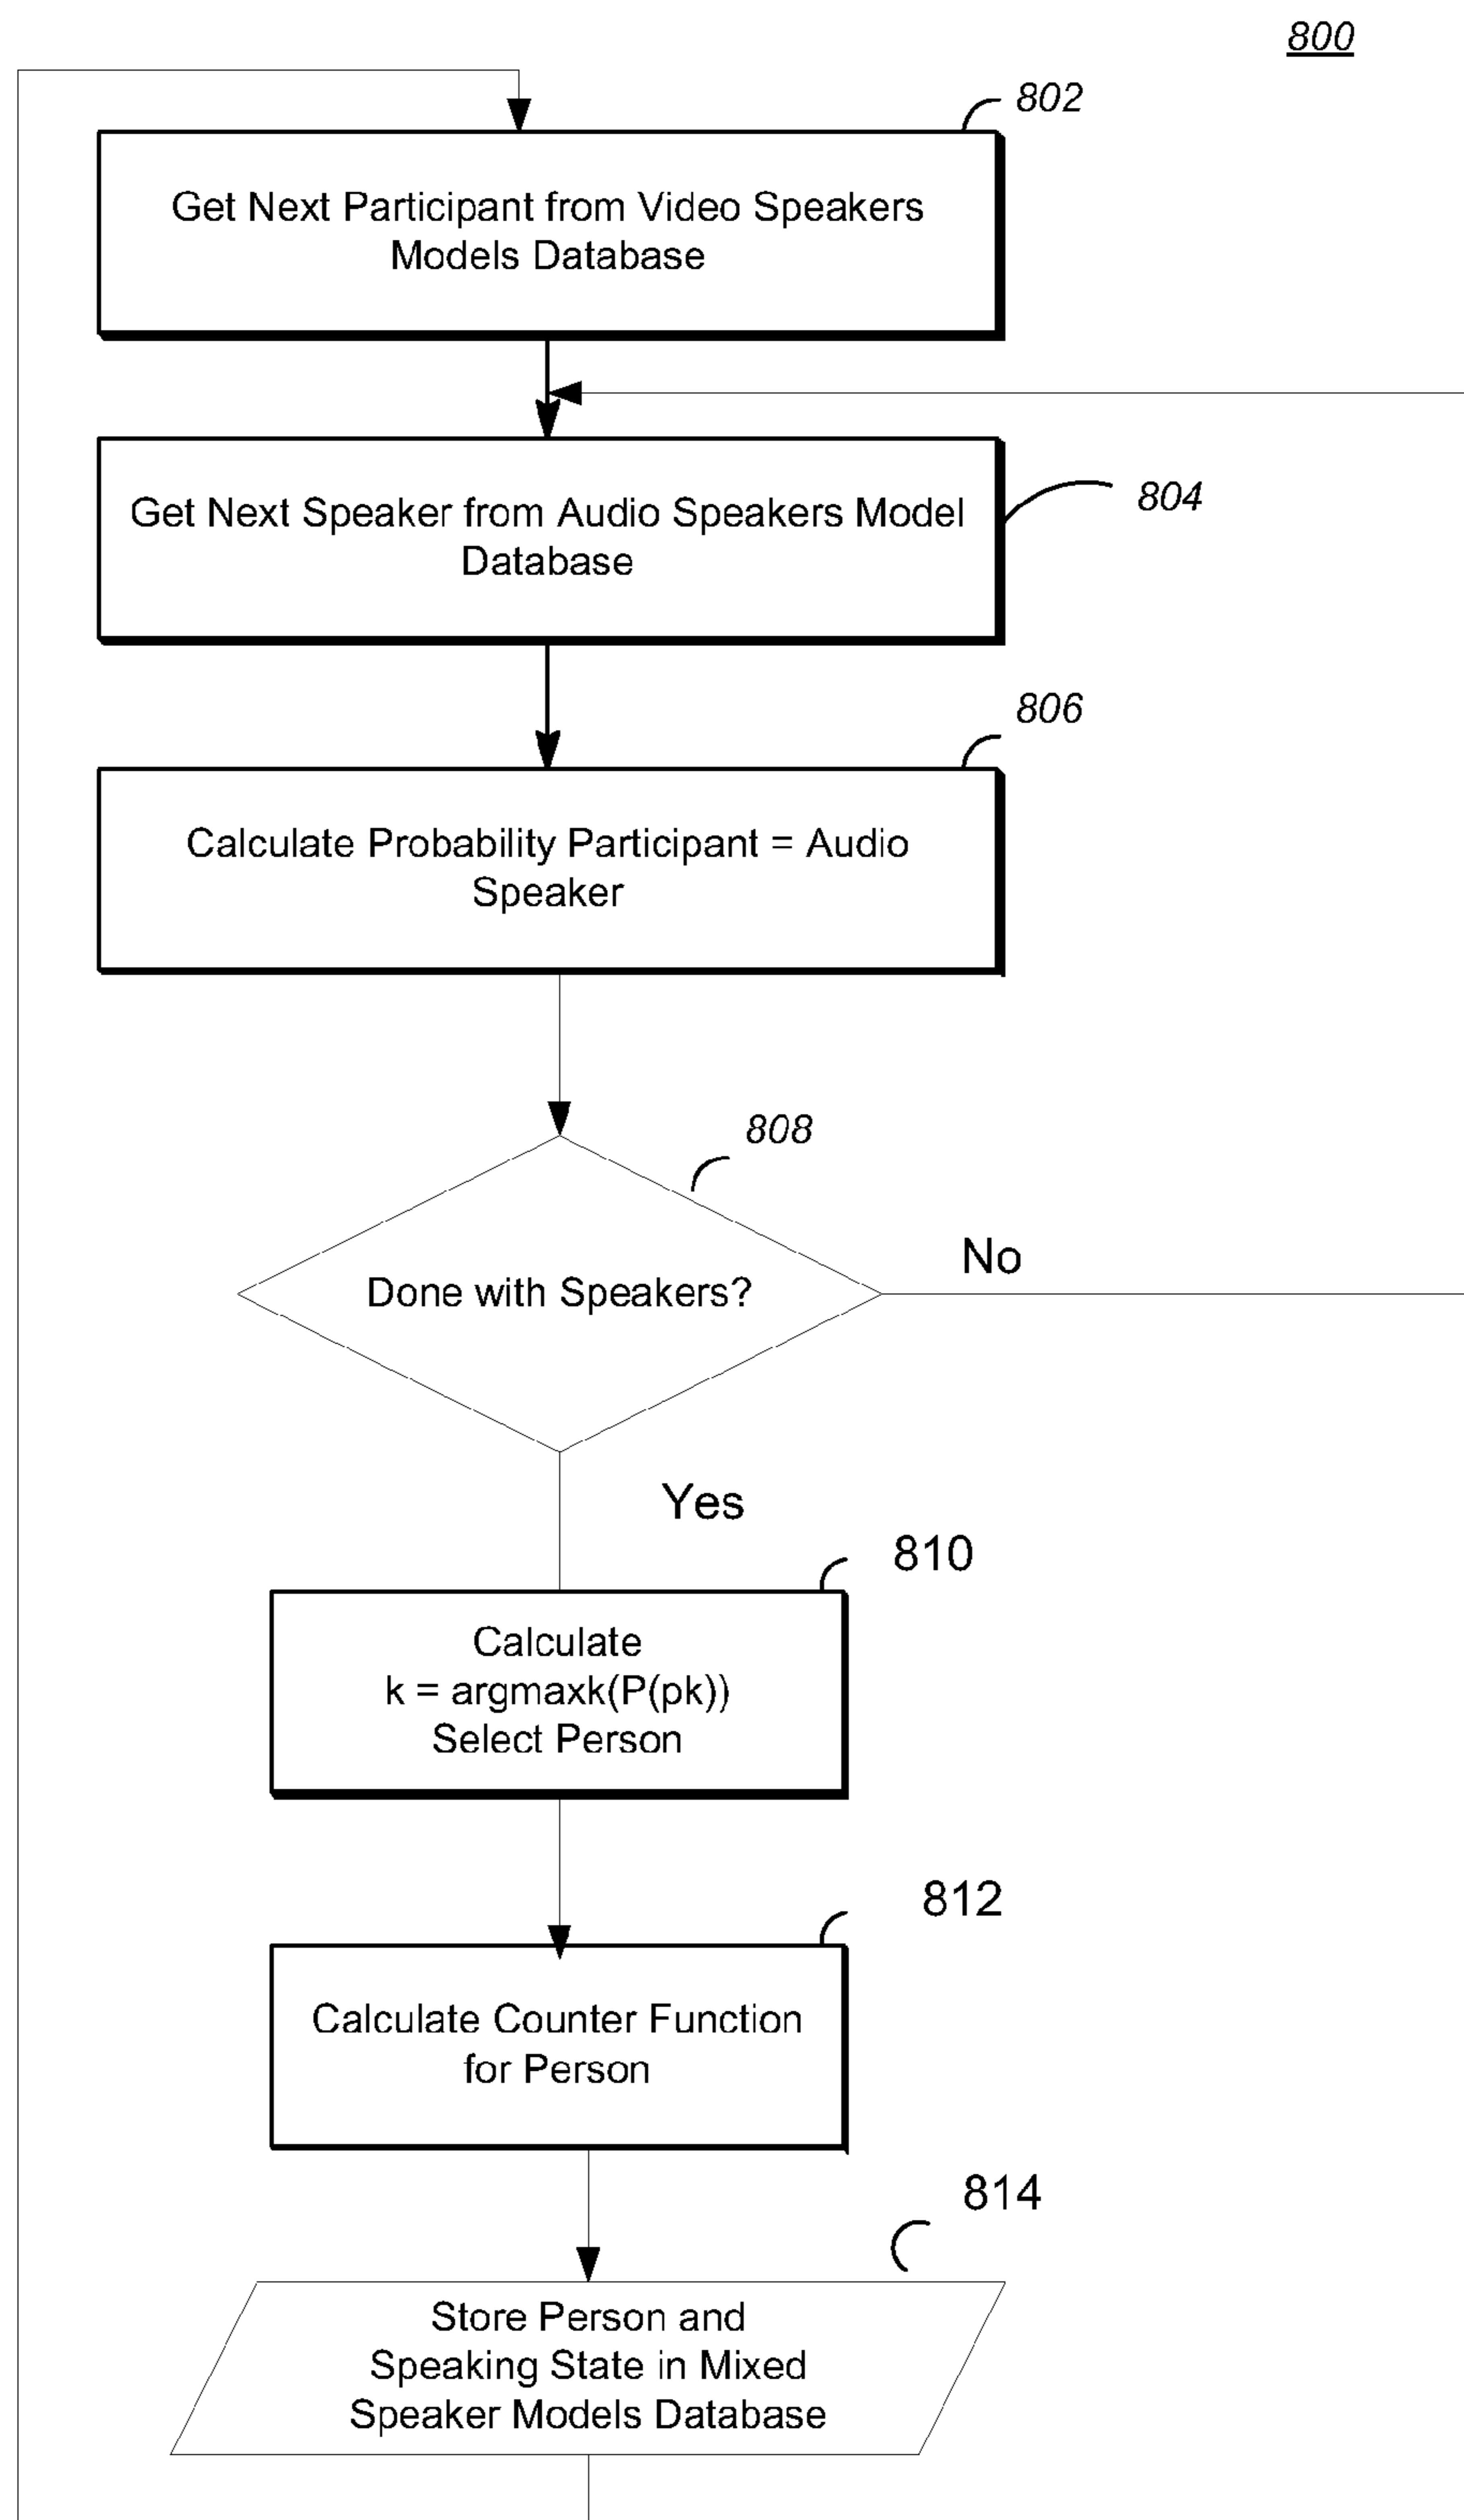 800
802
Get Next Participant from Video Speakers
Models Database
Get Next Speaker from Audio Speakers Model
Database
804
806
Calculate Probability Participant = Audio
Speaker
808
Done with Speakers?
No
Yes
810
Calculate
k = argmaxk(P(pk))
Select Person
812
Calculate Counter Function
for Person
814
Store Person and
Speaking State in Mixed
Speaker Models Database